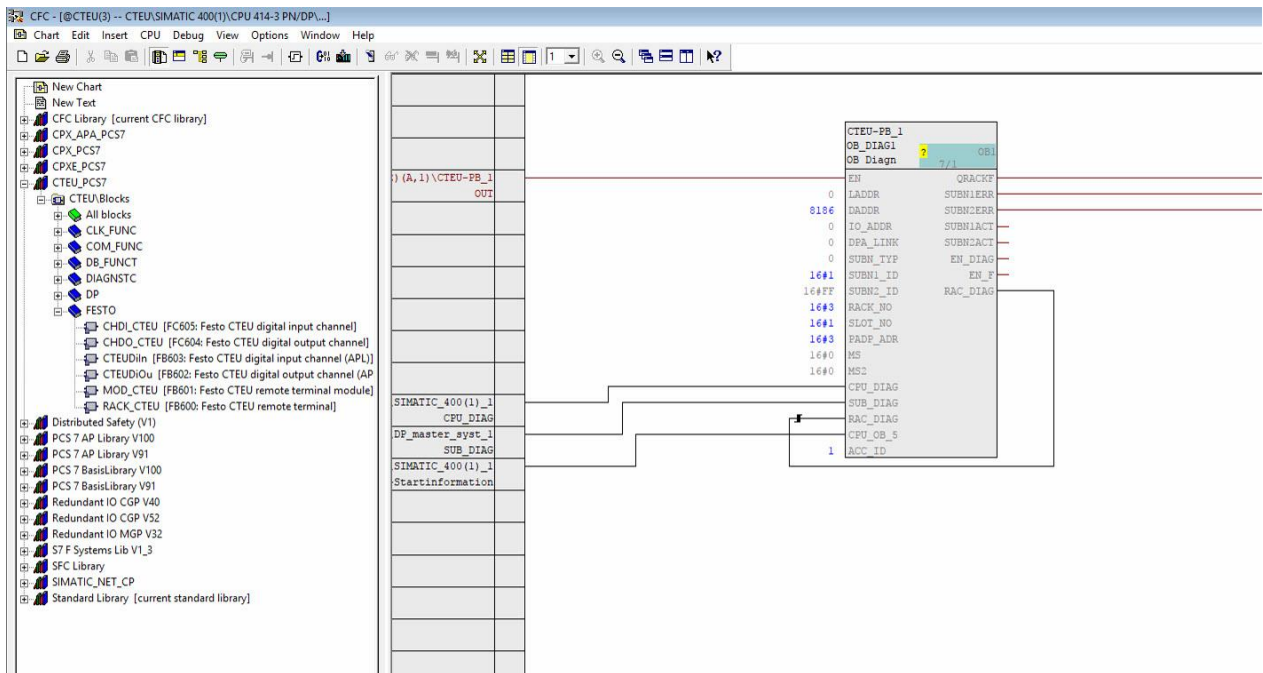 CFC - [@CTEU(3) -- CTEU\SIMATIC 400(1)\CPU 414-3 PN/DP\...]
Chart Edit Insert CPU Debug View Options Window Help
1
New Chart
New Text
CFC Library [current CFC library]
CPX_APA_PCS7
CPX_PCS7
CPXE_PCS7
CTEU_PCS7
CTEU\Blocks
All blocks
CLK_FUNC
COM_FUNC
DB_FUNCT
DIAGNSTC
DP
FESTO
CHDI_CTEU [FC605: Festo CTEU digital input channel]
CHDO_CTEU [FC604: Festo CTEU digital output channel]
CTEUDiIn [FB603: Festo CTEU digital input channel (APL)]
CTEUDiOu [FB602: Festo CTEU digital output channel (AP
MOD_CTEU [FB601: Festo CTEU remote terminal module]
RACK_CTEU [FB600: Festo CTEU remote terminal]
Distributed Safety (V1)
PCS 7 AP Library V100
PCS 7 AP Library V91
PCS 7 BasisLibrary V100
PCS 7 BasisLibrary V91
Redundant IO CGP V40
Redundant IO CGP V52
Redundant IO MGP V32
S7 F Systems Lib V1_3
SFC Library
SIMATIC_NET_CP
Standard Library [current standard library]
:)(A,1)\CTEU-PB_1
OUT
SIMATIC_400(1)_1
CPU_DIAG
DP_master_syst_1
SUB_DIAG
SIMATIC_400(1)_1
Startinformation
CTEU-PB_1
OB_DIAG1
OB Diagn
? OB1
7/1
EN QRACKF
0 LADDR SUBN1ERR
8186 DADDR SUBN2ERR
0 IO_ADDR SUBN1ACT
0 DPA_LINK SUBN2ACT
0 SUBN_TYP EN_DIAG
16#1 SUBN1_ID EN_F
16#FF SUBN2_ID RAC_DIAG
16#3 RACK_NO
16#1 SLOT_NO
16#3 PADP_ADR
16#0 MS
16#0 MS2
CPU_DIAG
SUB_DIAG
RAC_DIAG
CPU_OB_5
1 ACC_ID